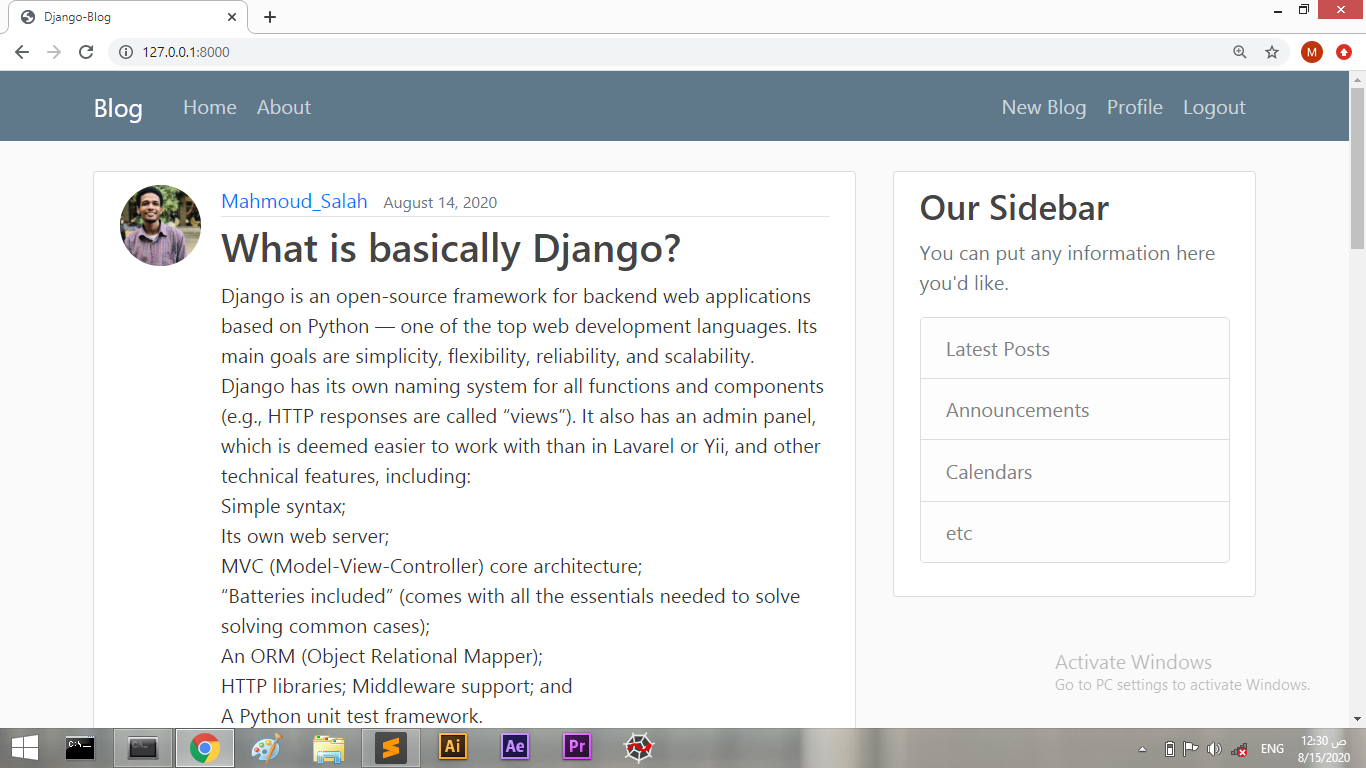 Django-Blog
127.0.0.1:8000
M
Blog
Home
About
New Blog
Profile
Logout
Mahmoud_Salah
August 14, 2020
What is basically Django?
Django is an open-source framework for backend web applications
based on Python — one of the top web development languages. Its
main goals are simplicity, flexibility, reliability, and scalability.
Django has its own naming system for all functions and components
(e.g., HTTP responses are called “views”). It also has an admin panel,
which is deemed easier to work with than in Lavarel or Yii, and other
technical features, including:
Simple syntax;
Its own web server;
MVC (Model-View-Controller) core architecture;
“Batteries included” (comes with all the essentials needed to solve
solving common cases);
An ORM (Object Relational Mapper);
HTTP libraries; Middleware support; and
A Python unit test framework.
Our Sidebar
You can put any information here
you'd like.
Latest Posts
Announcements
Calendars
etc
Activate Windows
Go to PC settings to activate Windows.
Ai
Ae
Pr
ENG
12:30 ص
8/15/2020